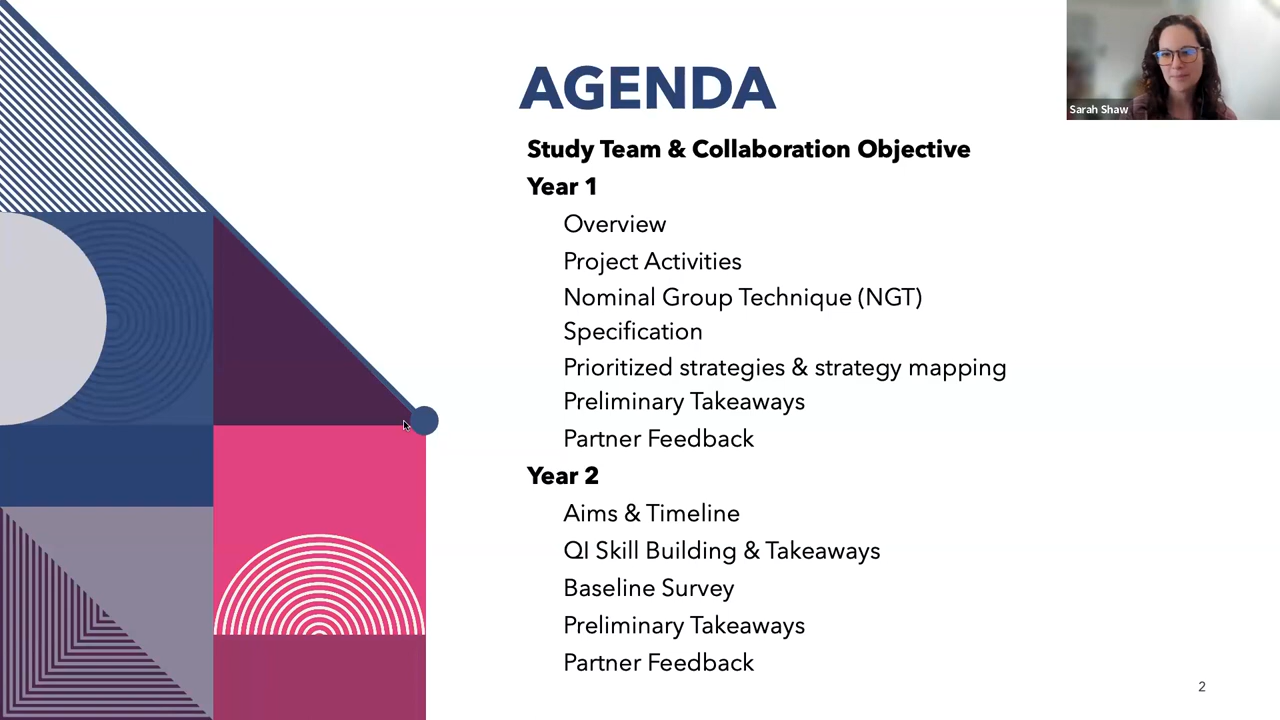 AGENDA
Sarah Shaw
Study Team & Collaboration Objective
Year 1
Overview
Project Activities
Nominal Group Technique (NGT)
Specification
Prioritized strategies & strategy mapping
Preliminary Takeaways
Partner Feedback
Year 2
Aims & Timeline
QI Skill Building & Takeaways
Baseline Survey
Preliminary Takeaways
Partner Feedback
2